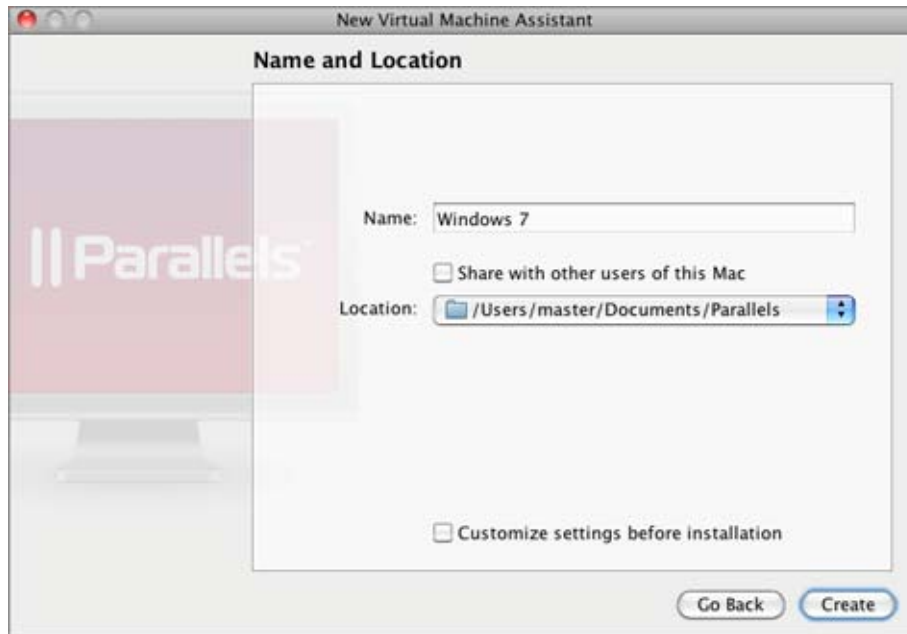 New Virtual Machine Assistant
Name and Location
|| Parallels
Name: Windows 7
Share with other users of this Mac
Location: /Users/master/Documents/Parallels
Customize settings before installation
Go Back Create